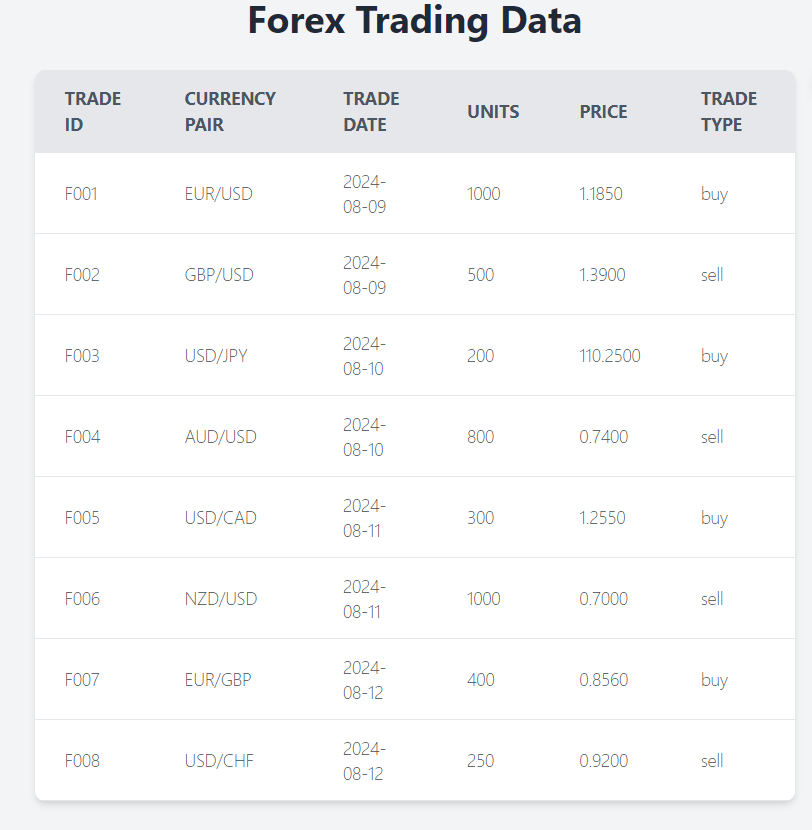 Forex Trading Data
TRADE ID CURRENCY PAIR TRADE DATE UNITS PRICE TRADE TYPE
F001 EUR/USD 2024-08-09 1000 1.1850 buy
F002 GBP/USD 2024-08-09 500 1.3900 sell
F003 USD/JPY 2024-08-10 200 110.2500 buy
F004 AUD/USD 2024-08-10 800 0.7400 sell
F005 USD/CAD 2024-08-11 300 1.2550 buy
F006 NZD/USD 2024-08-11 1000 0.7000 sell
F007 EUR/GBP 2024-08-12 400 0.8560 buy
F008 USD/CHF 2024-08-12 250 0.9200 sell